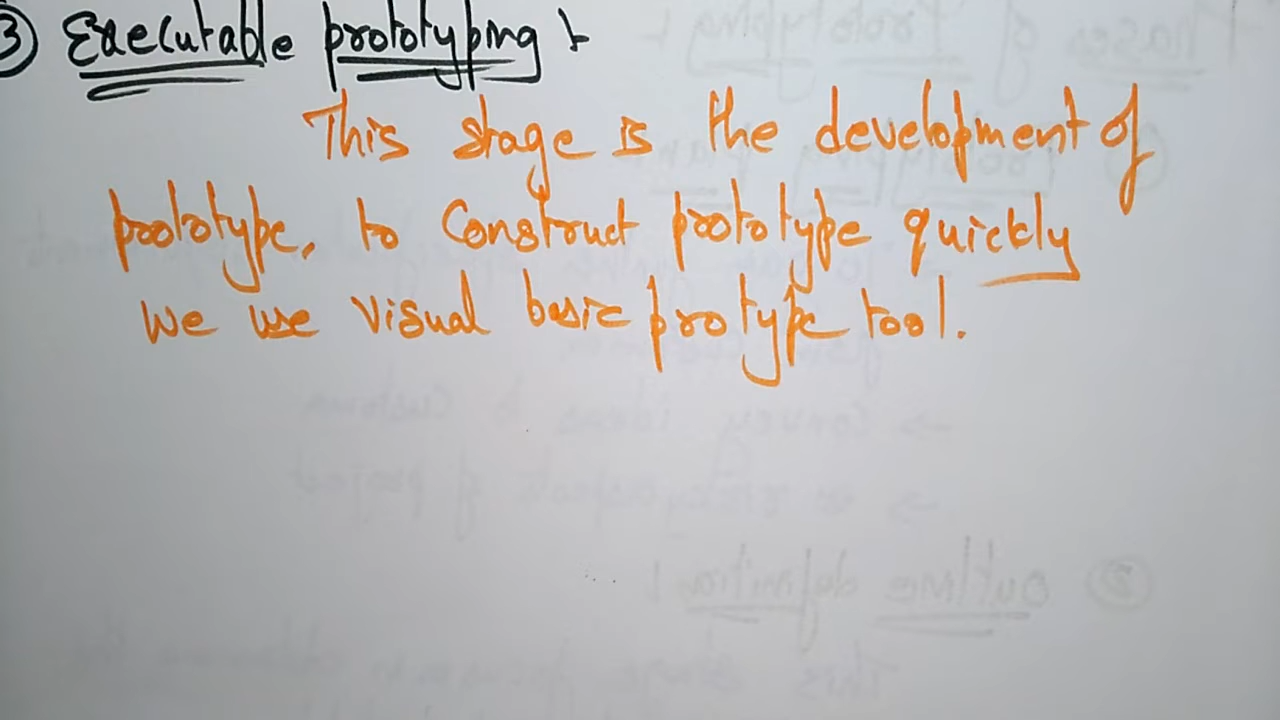 ③ Executable prototyping :-
This stage is the development of
prototype, to construct prototype quickly
we use visual basic protype tool.